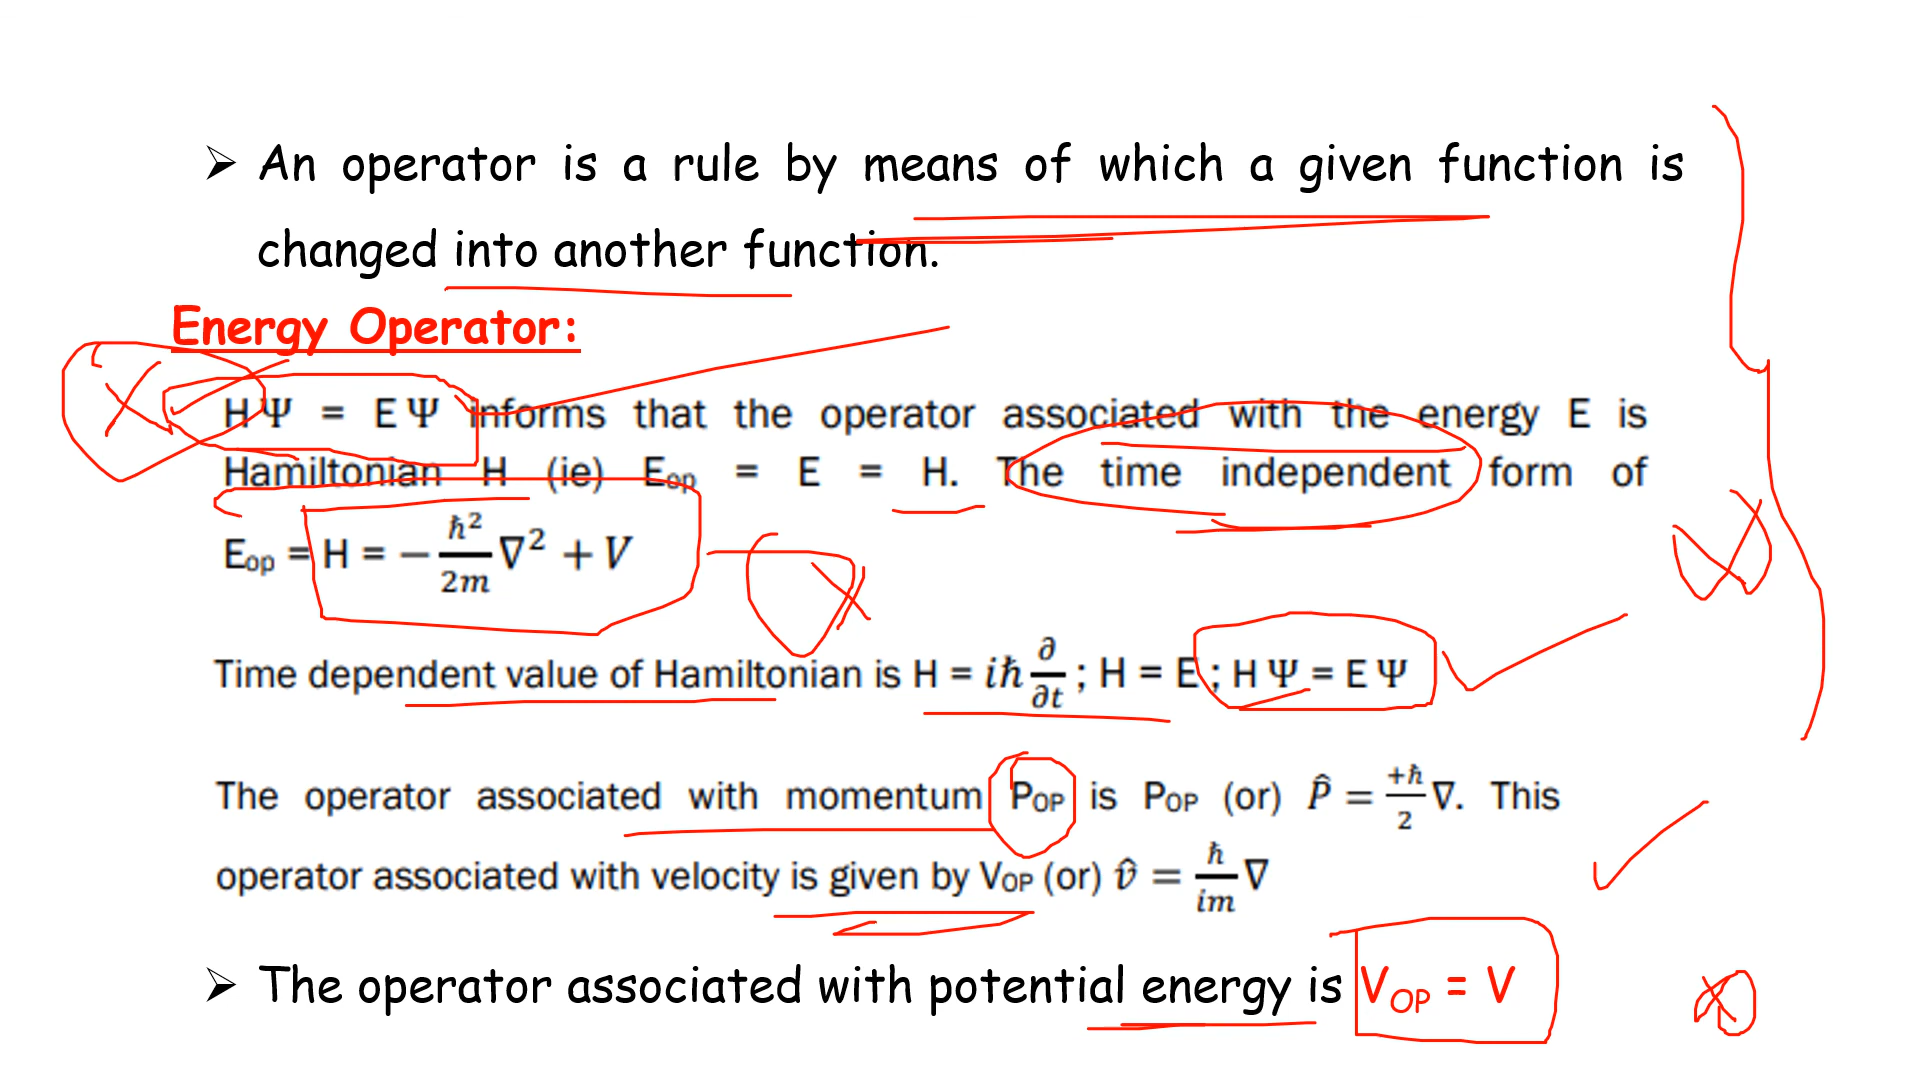 ➢ An operator is a rule by means of which a given function is
changed into another function.
Energy Operator:
HΨ = EΨ informs that the operator associated with the energy E is
Hamiltonian H (ie) Eop = E = H. The time independent form of
Eop = H = −ħ²/2m ∇² + V
Time dependent value of Hamiltonian is H = iħ ∂/∂t ; H = E ; H Ψ = E Ψ
The operator associated with momentum POP is POP (or) P̂ = +ħ/2 ∇. This
operator associated with velocity is given by VOP (or) v̂ = ħ/im ∇
➢ The operator associated with potential energy is VOP = V